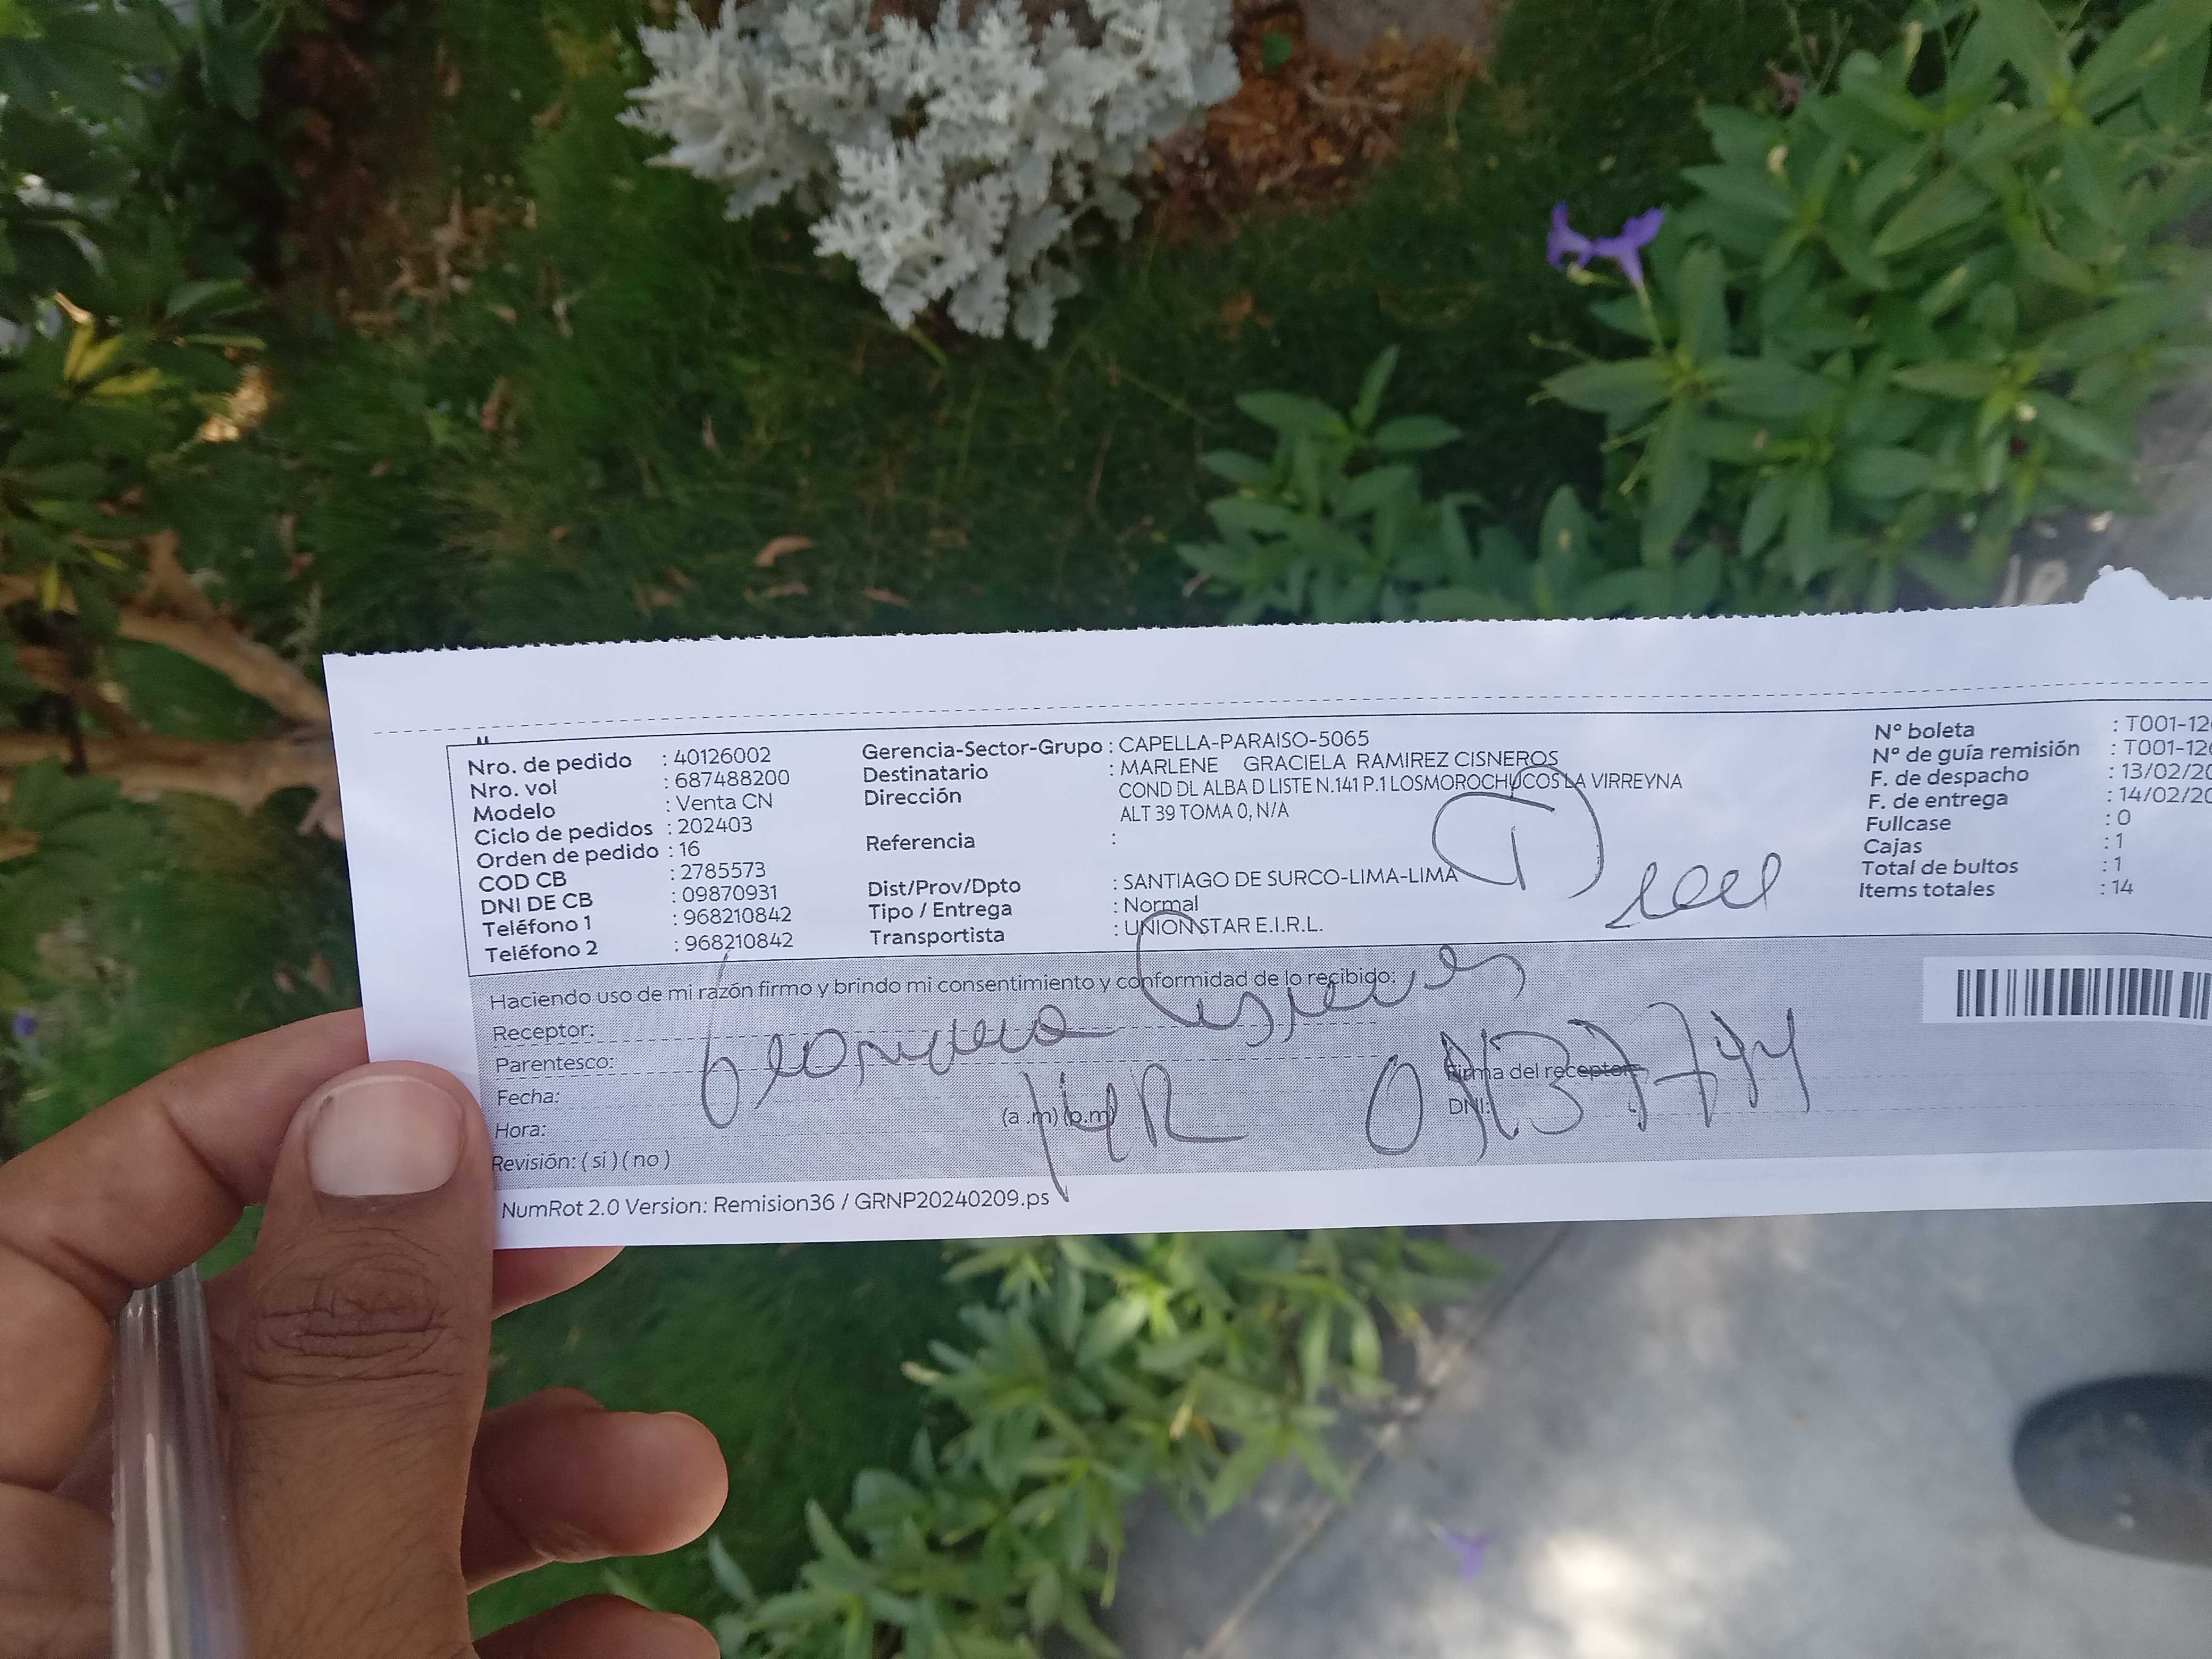 Nro. de pedido : 40126002
Nro. vol : 687488200
Modelo : Venta CN
Ciclo de pedidos : 202403
Orden de pedido : 16
COD CB : 2785573
DNI DE CB : 09870931
Teléfono 1 : 968210842
Teléfono 2 : 968210842
Gerencia-Sector-Grupo : CAPELLA-PARAISO-5065
Destinatario : MARLENE GRACIELA RAMIREZ CISNEROS
Dirección : COND DL ALBA D LISTE N.141 P.1 LOSMOROCHUCOS LA VIRREYNA
ALT 39 TOMA 0, N/A
Referencia :
Dist/Prov/Dpto : SANTIAGO DE SURCO-LIMA-LIMA
Tipo / Entrega : Normal
Transportista : UNIONSTAR E.I.R.L.
Nº boleta : T001-12
Nº de guía remisión : T001-12
F. de despacho : 13/02/20
F. de entrega : 14/02/20
Fullcase : 0
Cajas : 1
Total de bultos : 1
Items totales : 14
Haciendo uso de mi razón firmo y brindo mi consentimiento y conformidad de lo recibido:
Receptor:
Parentesco:
Fecha:
Hora: (a .m) (p.m)
Revisión: ( si ) ( no )
Firma del receptor
DNI:
NumRot 2.0 Version: Remision36 / GRNP20240209.ps